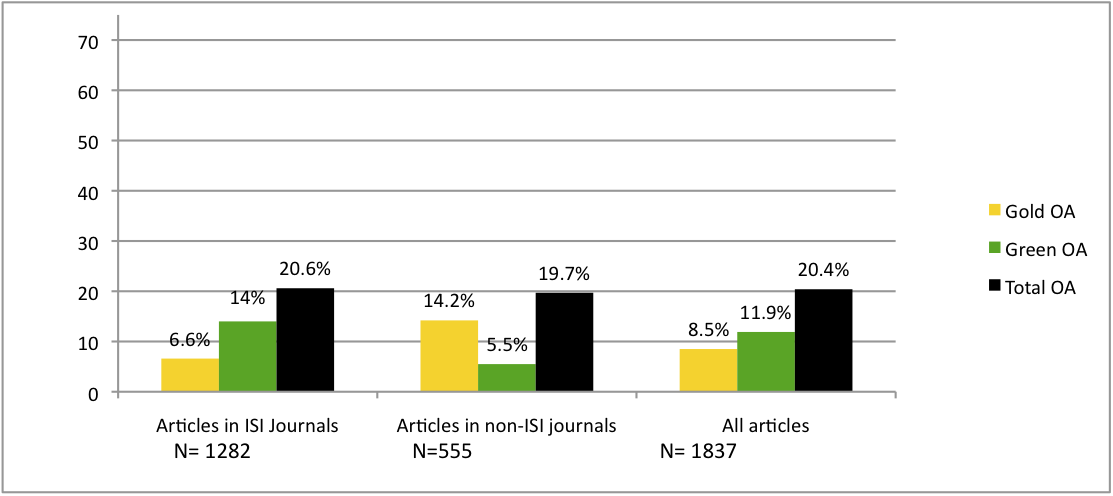 70
60
50
40
30
20
10
0
6.6%
14%
20.6%
14.2%
5.5%
19.7%
8.5%
11.9%
20.4%
Articles in ISI Journals
N= 1282
Articles in non-ISI journals
N=555
All articles
N= 1837
Gold OA
Green OA
Total OA